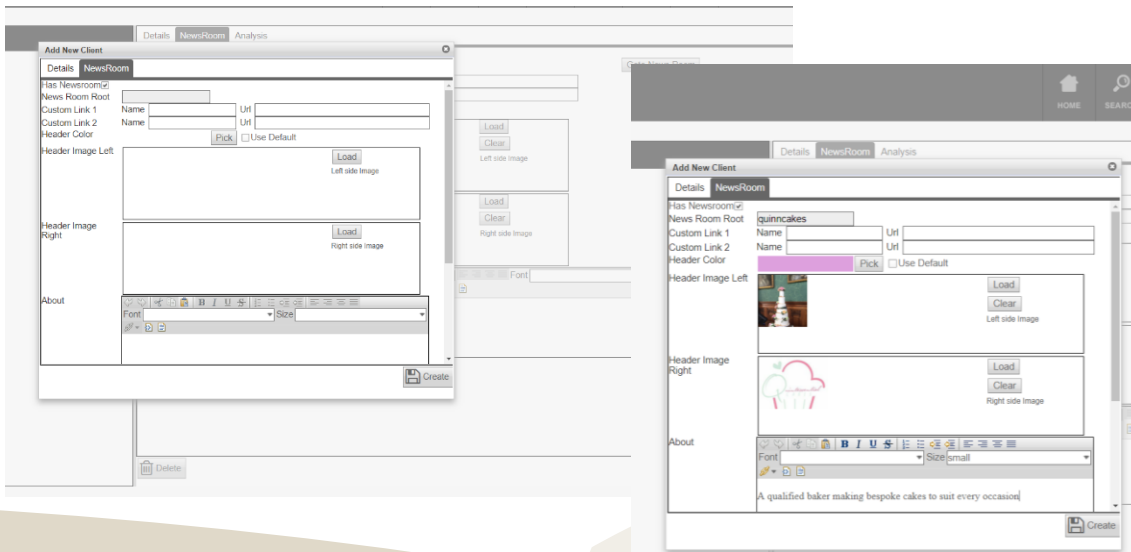 Details NewsRoom Analysis
Add New Client
Details NewsRoom
Has Newsroom
News Room Root
Custom Link 1 Name Url
Custom Link 2 Name Url
Header Color Pick Use Default
Header Image Left Load
Left side Image
Header Image
Right
Load
Right side Image
About
B I U S
Font Size
Create
Goto News Room
Load
Clear
Left side Image
Load
Clear
Right side Image
Font
Delete
HOME
Details NewsRoom Analysis
Add New Client
Details NewsRoom
Has Newsroom
News Room Root quinncakes
Custom Link 1 Name Url
Custom Link 2 Name Url
Header Color Pick Use Default
Header Image Left Load
Clear
Left side Image
Header Image
Right
Load
Clear
Right side Image
About
B I U S
Font Size small
A qualified baker making bespoke cakes to suit every occasion
Create